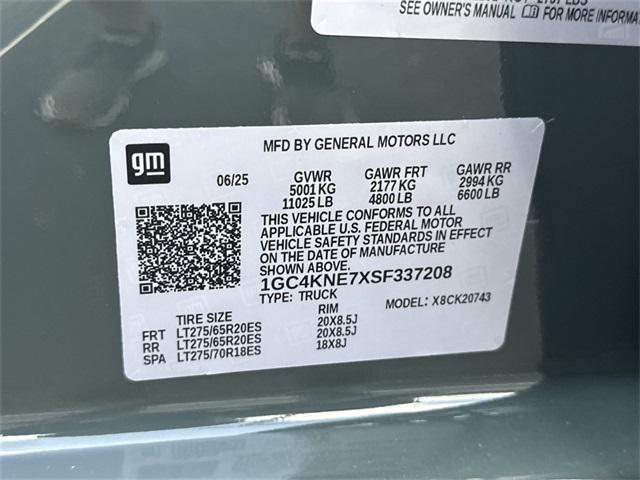 SEE OWNER'S MANUAL FOR MORE INFORMA
MFD BY GENERAL MOTORS LLC
gm
06/25
GVWR GAWR FRT GAWR RR
5001 KG 2177 KG 2994 KG
11025 LB 4800 LB 6600 LB
THIS VEHICLE CONFORMS TO ALL
APPLICABLE U.S. FEDERAL MOTOR
VEHICLE SAFETY STANDARDS IN EFFECT
ON THE DATE OF MANUFACTURE
SHOWN ABOVE.
1GC4KNE7XSF337208
TYPE: TRUCK MODEL: X8CK20743
TIRE SIZE RIM
FRT LT275/65R20ES 20X8.5J
RR LT275/65R20ES 20X8.5J
SPA LT275/70R18ES 18X8J